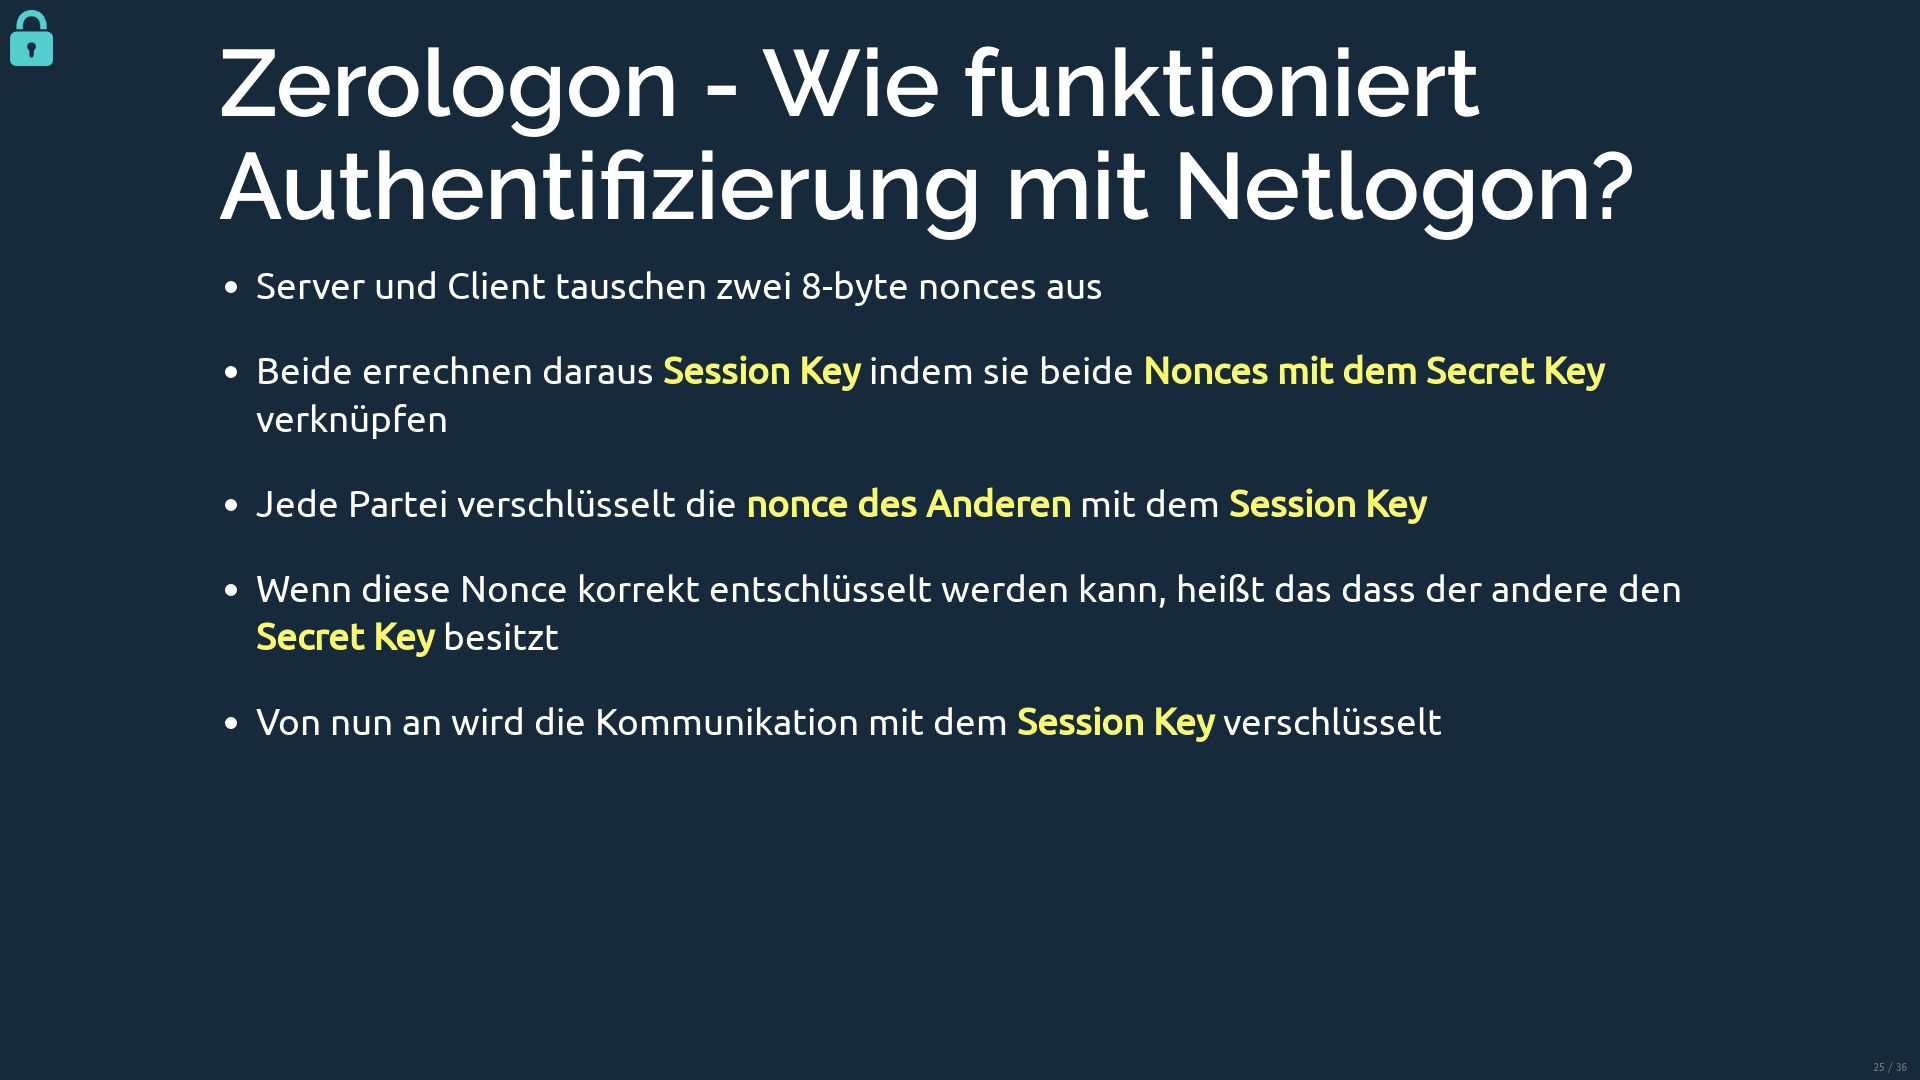 Zerologon - Wie funktioniert
Authentifizierung mit Netlogon?
• Server und Client tauschen zwei 8-byte nonces aus
• Beide errechnen daraus Session Key indem sie beide Nonces mit dem Secret Key
verknüpfen
• Jede Partei verschlüsselt die nonce des Anderen mit dem Session Key
• Wenn diese Nonce korrekt entschlüsselt werden kann, heißt das dass der andere den
Secret Key besitzt
• Von nun an wird die Kommunikation mit dem Session Key verschlüsselt
25 / 36